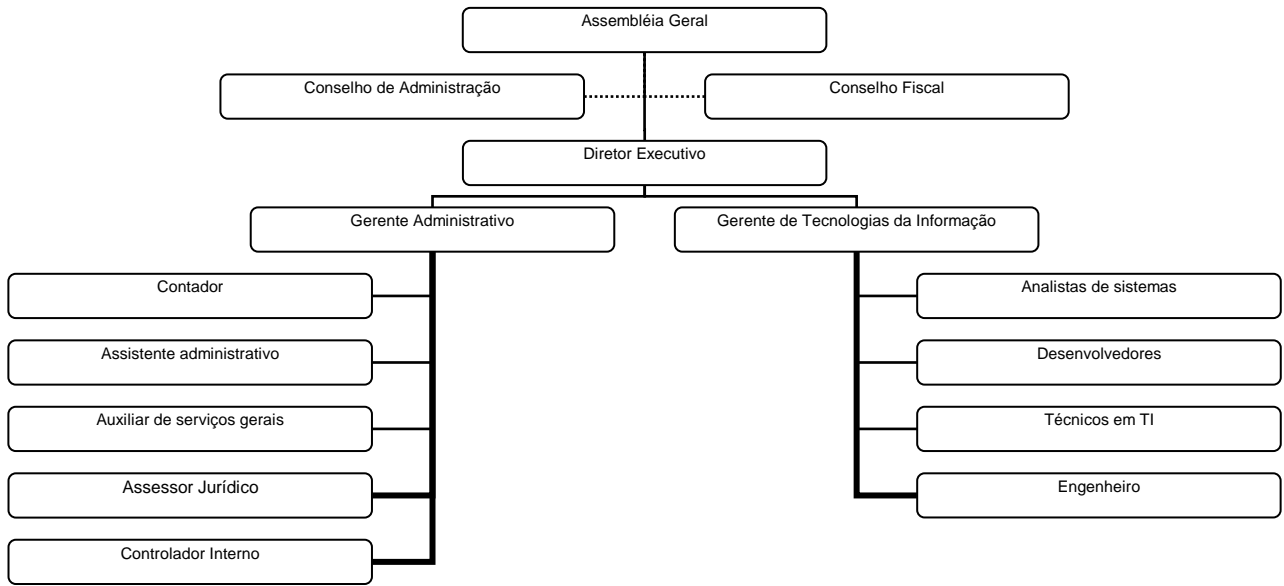 Assembléia Geral
Conselho de Administração
Conselho Fiscal
Diretor Executivo
Gerente Administrativo
Gerente de Tecnologias da Informação
Contador
Analistas de sistemas
Assistente administrativo
Desenvolvedores
Auxiliar de serviços gerais
Técnicos em TI
Assessor Jurídico
Engenheiro
Controlador Interno